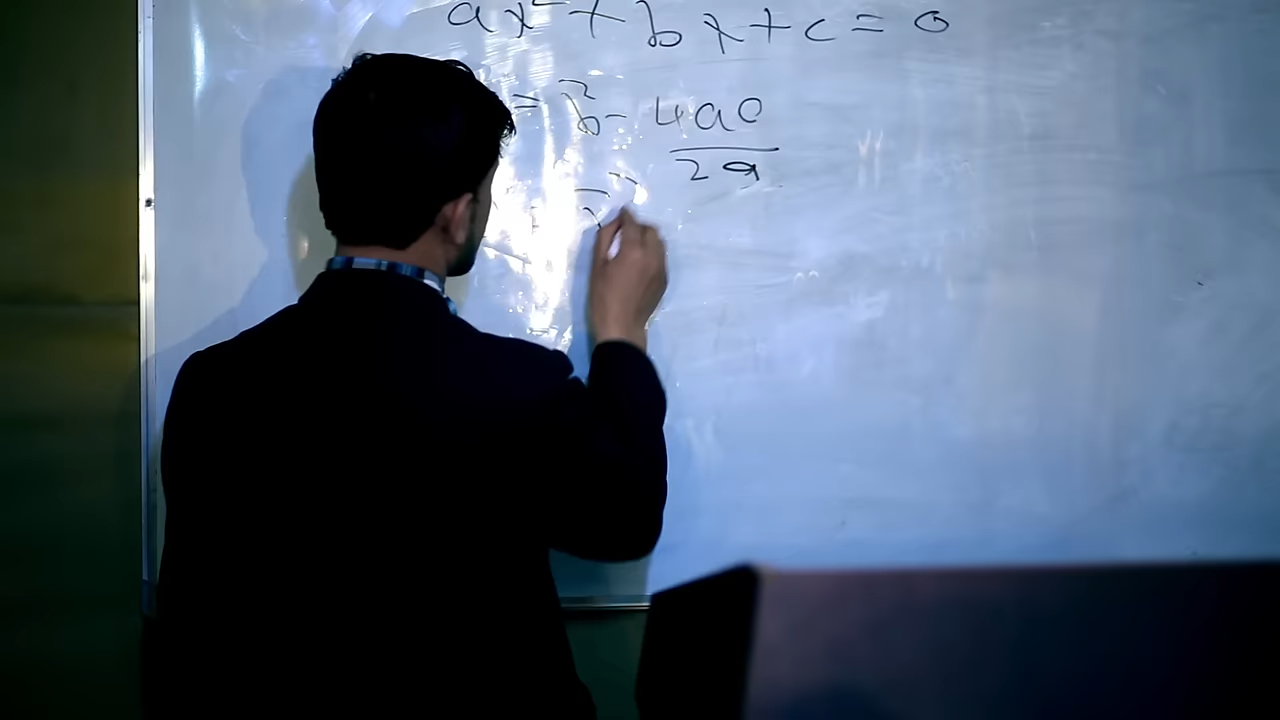 ax² + bx + c = 0
= b² - 4ac
2a